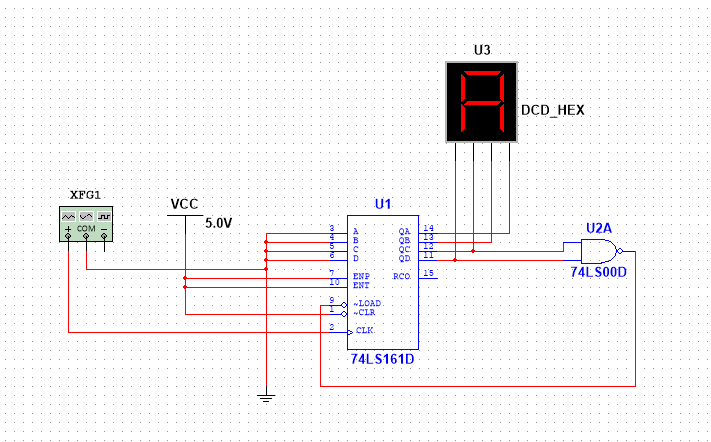 U3
DCD_HEX
XFG1
COM
VCC
5.0V
U1
3 A QA 14
4 B QB 13
5 C QC 12
6 D QD 11
7 ENP RCO 15
10 ENT
9 ~LOAD
1 ~CLR
2 CLK
74LS161D
U2A
74LS00D